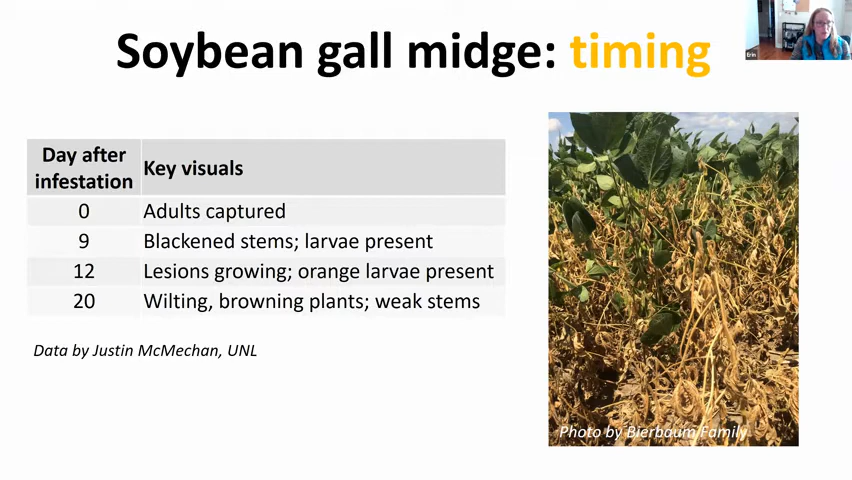 Soybean gall midge: timing
Erin
Day after
infestation
Key visuals
0 Adults captured
9 Blackened stems; larvae present
12 Lesions growing; orange larvae present
20 Wilting, browning plants; weak stems
Data by Justin McMechan, UNL
Photo by Bierbaum Family